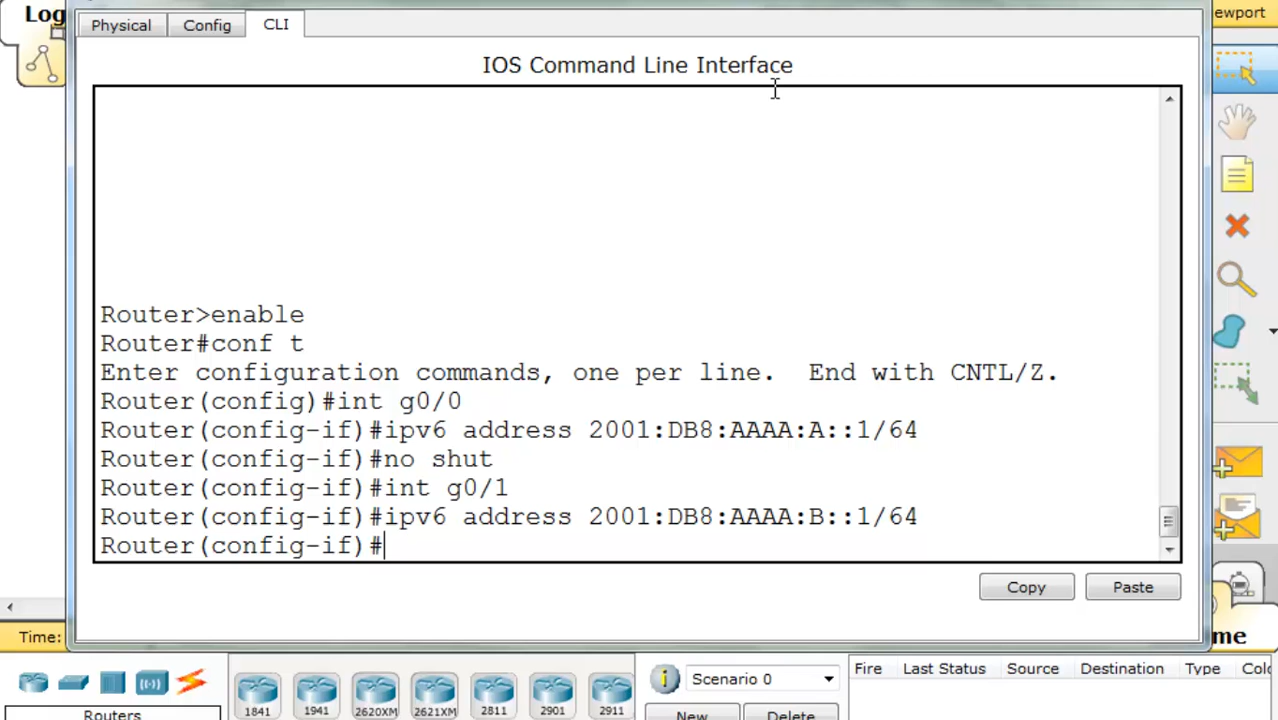 Log
ewport
Physical
Config
CLI
IOS Command Line Interface
Router>enable
Router#conf t
Enter configuration commands, one per line.  End with CNTL/Z.
Router(config)#int g0/0
Router(config-if)#ipv6 address 2001:DB8:AAAA:A::1/64
Router(config-if)#no shut
Router(config-if)#int g0/1
Router(config-if)#ipv6 address 2001:DB8:AAAA:B::1/64
Router(config-if)#
Copy
Paste
Time:
me
Scenario 0
Fire
Last Status
Source
Destination
Type
Colo
1841
1941
2620XM
2621XM
2811
2901
2911
Routers
New
Delete